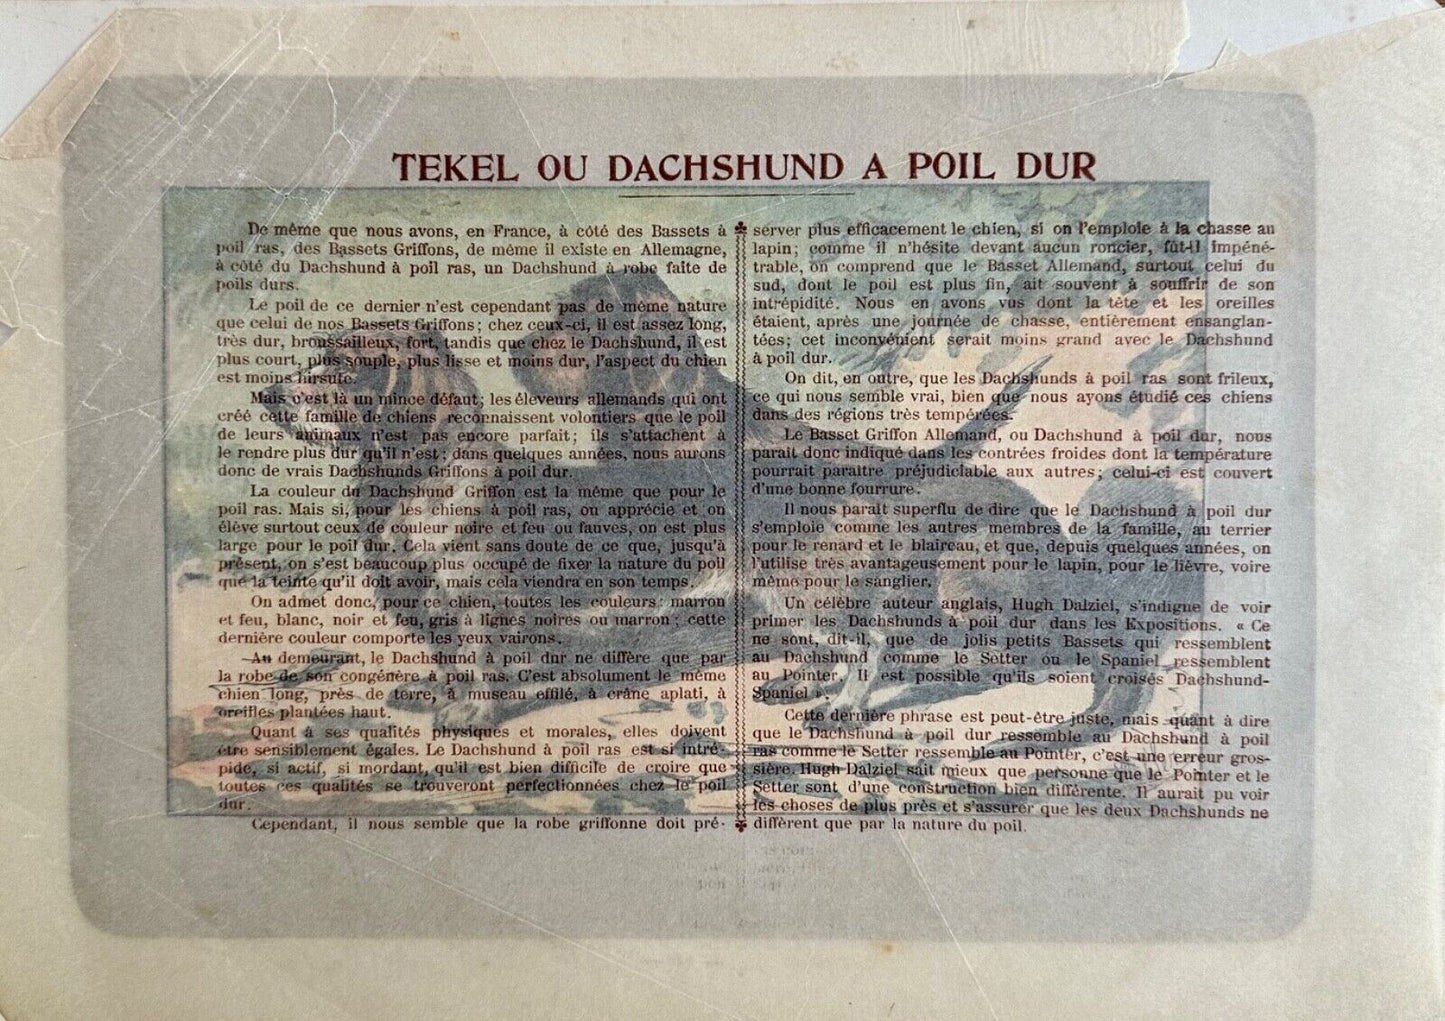 TEKEL OU DACHSHUND A POIL DUR
De même que nous avons, en France, à côté des Bassets à
poil ras, des Bassets Griffons, de même il existe en Allemagne,
à côté du Dachshund à poil ras, un Dachshund à robe faite de
poils durs.
Le poil de ce dernier n'est cependant pas de même nature
que celui de nos Bassets Griffons; chez ceux-ci, il est assez long,
très dur, broussailleux, fort, tandis que chez le Dachshund, il est
plus court, plus souple, plus lisse et moins dur, l'aspect du chien
est moins hirsute.
Mais c'est là un mince défaut; les éleveurs allemands qui ont
créé cette famille de chiens reconnaissent volontiers que le poil
de leurs animaux n'est pas encore parfait; ils s'attachent à
le rendre plus dur qu'il n'est; dans quelques années, nous aurons
donc de vrais Dachshunds Griffons à poil dur.
La couleur du Dachshund Griffon est la même que pour le
poil ras. Mais si, pour les chiens à poil ras, on apprécie et on
élève surtout ceux de couleur noire et feu ou fauves, on est plus
large pour le poil dur. Cela vient sans doute de ce que, jusqu'à
présent, on s'est beaucoup plus occupé de fixer la nature du poil
que la teinte qu'il doit avoir, mais cela viendra en son temps.
On admet donc, pour ce chien, toutes les couleurs: marron
et feu, blanc, noir et feu, gris à lignes noires ou marron; cette
dernière couleur comporte les yeux vairons.
Au demeurant, le Dachshund à poil dur ne diffère que par
la robe de son congénère à poil ras. C'est absolument le même
chien long, près de terre, à museau effilé, à crâne aplati, à
oreilles plantées haut.
Quant à ses qualités physiques et morales, elles doivent
être sensiblement égales. Le Dachshund à poil ras est si intré-
pide, si actif, si mordant, qu'il est bien difficile de croire que
toutes ces qualités se trouveront perfectionnées chez le poil
dur.
Cependant, il nous semble que la robe griffonne doit pré-
server plus efficacement le chien, si on l'emploie à la chasse au
lapin; comme il n'hésite devant aucun roncier, fût-il impéné-
trable, on comprend que le Basset Allemand, surtout celui du
sud, dont le poil est plus fin, ait souvent à souffrir de son
intrépidité. Nous en avons vus dont la tête et les oreilles
étaient, après une journée de chasse, entièrement ensanglan-
tées; cet inconvénient serait moins grand avec le Dachshund
à poil dur.
On dit, en outre, que les Dachshunds à poil ras sont frileux,
ce qui nous semble vrai, bien que nous ayons étudié ces chiens
dans des régions très tempérées.
Le Basset Griffon Allemand, ou Dachshund à poil dur, nous
parait donc indiqué dans les contrées froides dont la température
pourrait paraitre préjudiciable aux autres; celui-ci est couvert
d'une bonne fourrure.
Il nous parait superflu de dire que le Dachshund à poil dur
s'emploie comme les autres membres de la famille, au terrier
pour le renard et le blaireau, et que, depuis quelques années, on
l'utilise très avantageusement pour le lapin, pour le lièvre, voire
même pour le sanglier.
Un célèbre auteur anglais, Hugh Dalziel, s'indigne de voir
primer les Dachshunds à poil dur dans les Expositions. « Ce
ne sont, dit-il, que de jolis petits Bassets qui ressemblent
au Dachshund comme le Setter ou le Spaniel ressemblent
au Pointer. Il est possible qu'ils soient croisés Dachshund-
Spaniel ».
Cette dernière phrase est peut-être juste, mais quant à dire
que le Dachshund à poil dur ressemble au Dachshund à poil
ras comme le Setter ressemble au Pointer, c'est une erreur gros-
sière. Hugh Dalziel sait mieux que personne que le Pointer et le
Setter sont d'une construction bien différente. Il aurait pu voir
les choses de plus près et s'assurer que les deux Dachshunds ne
diffèrent que par la nature du poil.